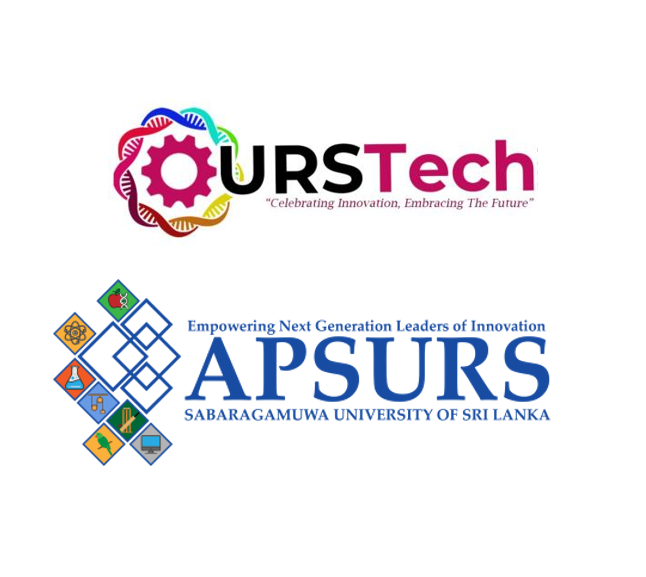 OURSTech
“Celebrating Innovation, Embracing The Future”
Empowering Next Generation Leaders of Innovation
APSURS
SABARAGAMUWA UNIVERSITY OF SRI LANKA